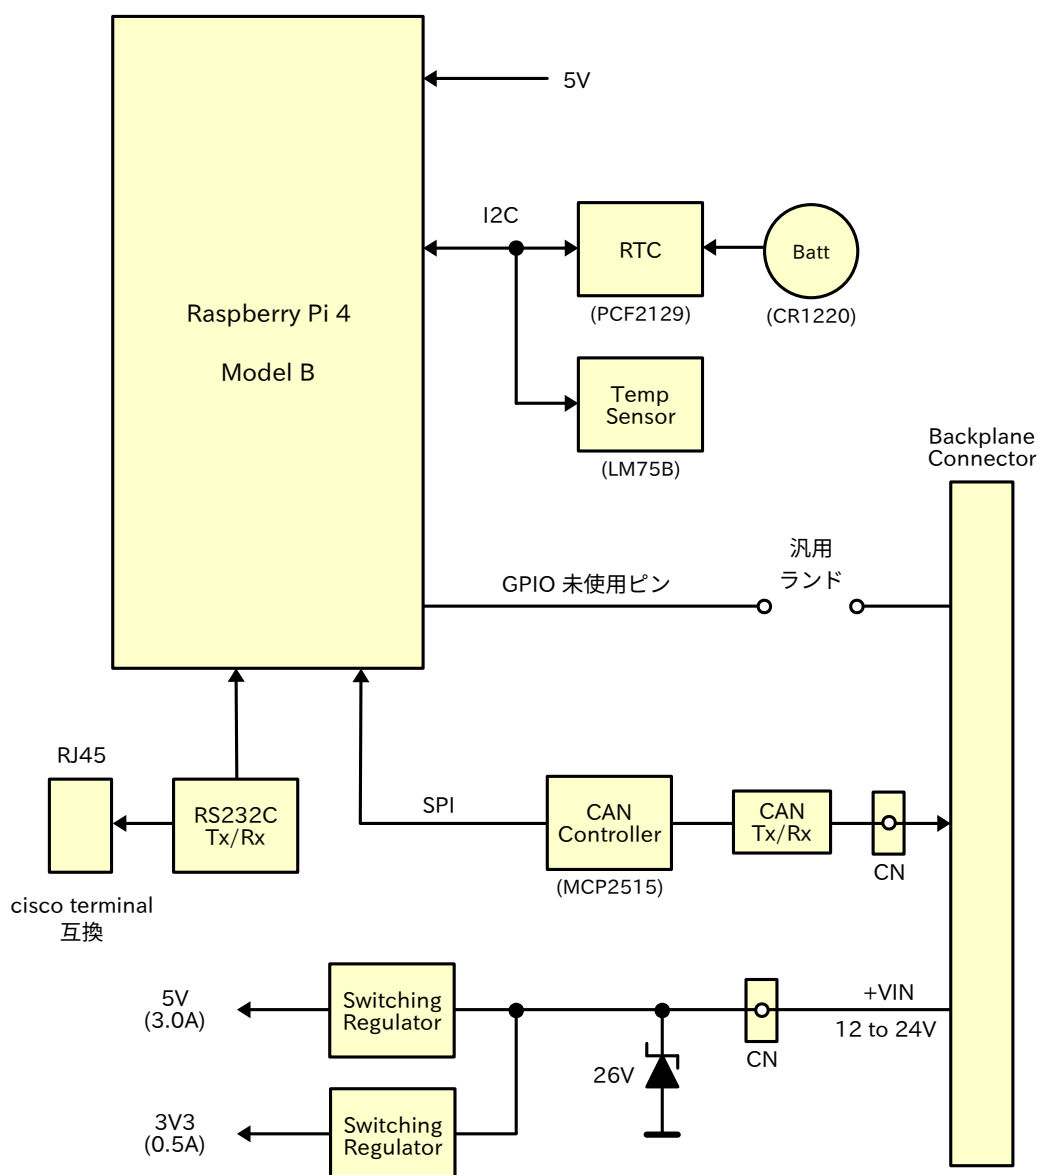 5V
I2C
RTC
Batt
(PCF2129)
(CR1220)
Raspberry Pi 4
Model B
Temp
Sensor
(LM75B)
Backplane
Connector
汎用
ランド
GPIO 未使用ピン
RJ45
RS232C
Tx/Rx
SPI
CAN
Controller
(MCP2515)
CAN
Tx/Rx
CN
cisco terminal
互換
5V
(3.0A)
Switching
Regulator
+VIN
12 to 24V
CN
26V
3V3
(0.5A)
Switching
Regulator